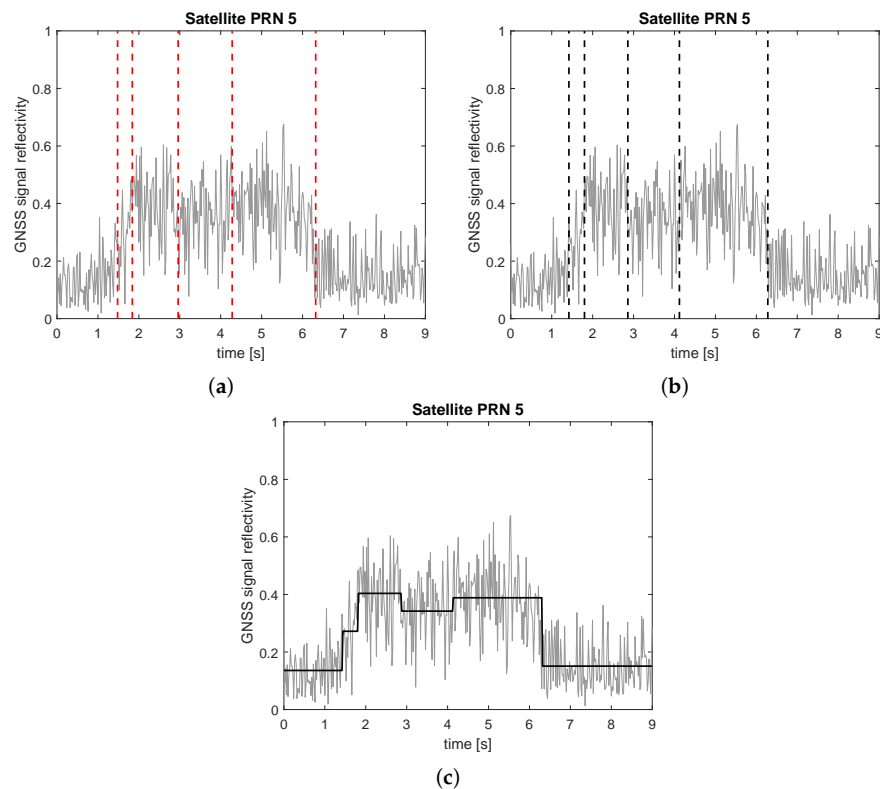 Satellite PRN 5
GNSS signal reflectivity
1
0.8
0.6
0.4
0.2
0
0 1 2 3 4 5 6 7 8 9
time [s]
(a)
Satellite PRN 5
GNSS signal reflectivity
1
0.8
0.6
0.4
0.2
0
0 1 2 3 4 5 6 7 8 9
time [s]
(b)
Satellite PRN 5
GNSS signal reflectivity
1
0.8
0.6
0.4
0.2
0
0 1 2 3 4 5 6 7 8 9
time [s]
(c)